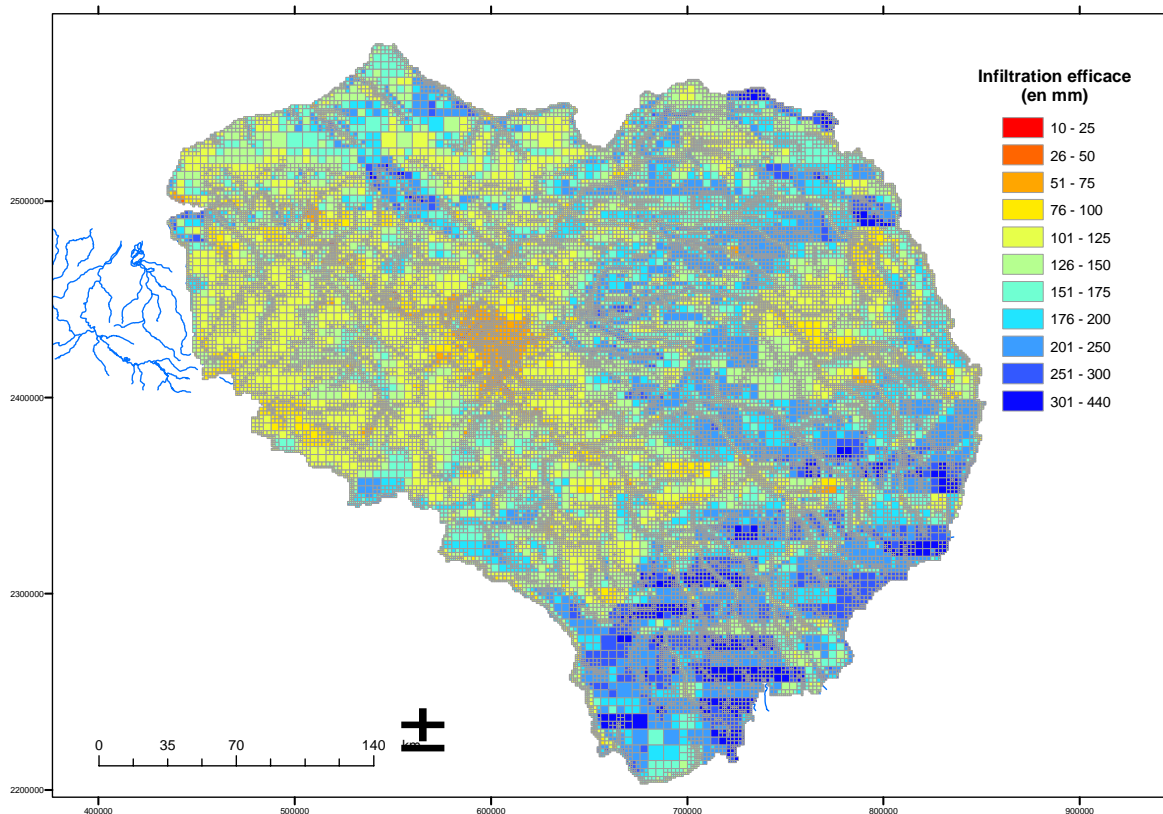 Infiltration efficace
(en mm)
10 - 25
26 - 50
51 - 75
76 - 100
101 - 125
126 - 150
151 - 175
176 - 200
201 - 250
251 - 300
301 - 440
2500000
2400000
2300000
2200000
0 35 70 140 km
400000 500000 600000 700000 800000 900000